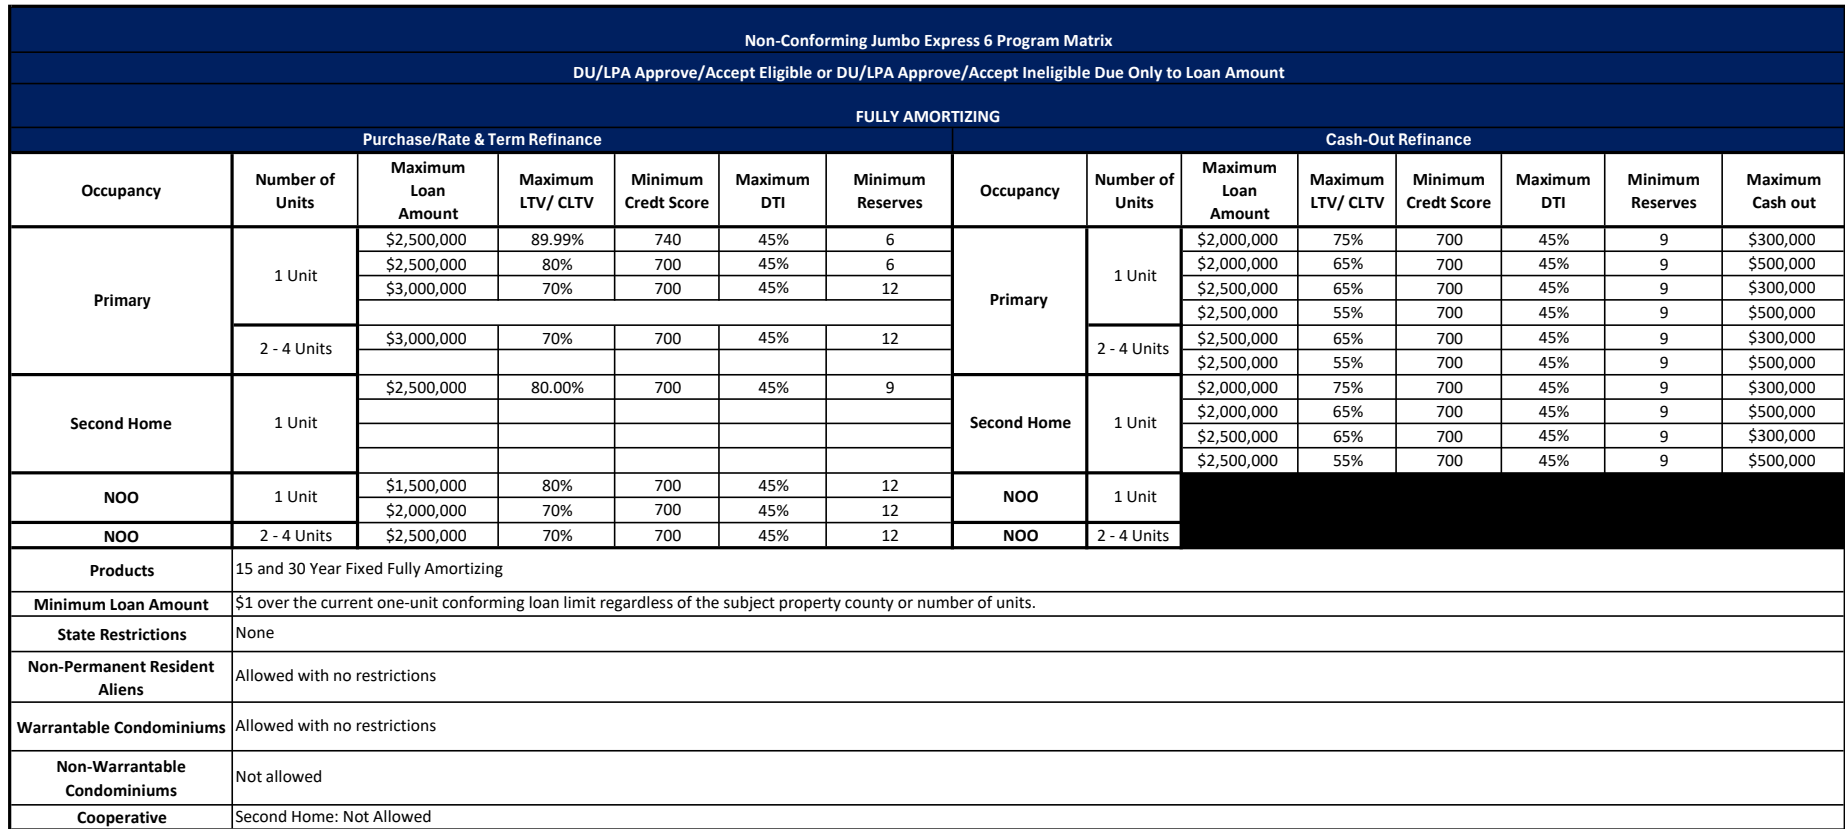 Non-Conforming Jumbo Express 6 Program Matrix
DU/LPA Approve/Accept Eligible or DU/LPA Approve/Accept Ineligible Due Only to Loan Amount
FULLY AMORTIZING
Purchase/Rate & Term Refinance Cash-Out Refinance
Occupancy Number of Units Maximum Loan Amount Maximum LTV/ CLTV Minimum Credt Score Maximum DTI Minimum Reserves Occupancy Number of Units Maximum Loan Amount Maximum LTV/ CLTV Minimum Credt Score Maximum DTI Minimum Reserves Maximum Cash out
Primary 1 Unit $2,500,000 89.99% 740 45% 6 Primary 1 Unit $2,000,000 75% 700 45% 9 $300,000
$2,500,000 80% 700 45% 6 $2,000,000 65% 700 45% 9 $500,000
$3,000,000 70% 700 45% 12 $2,500,000 65% 700 45% 9 $300,000
$2,500,000 55% 700 45% 9 $500,000
2 - 4 Units $3,000,000 70% 700 45% 12 2 - 4 Units $2,500,000 65% 700 45% 9 $300,000
$2,500,000 55% 700 45% 9 $500,000
Second Home 1 Unit $2,500,000 80.00% 700 45% 9 Second Home 1 Unit $2,000,000 75% 700 45% 9 $300,000
$2,000,000 65% 700 45% 9 $500,000
$2,500,000 65% 700 45% 9 $300,000
$2,500,000 55% 700 45% 9 $500,000
NOO 1 Unit $1,500,000 80% 700 45% 12 NOO 1 Unit
$2,000,000 70% 700 45% 12
NOO 2 - 4 Units $2,500,000 70% 700 45% 12 NOO 2 - 4 Units
Products 15 and 30 Year Fixed Fully Amortizing
Minimum Loan Amount $1 over the current one-unit conforming loan limit regardless of the subject property county or number of units.
State Restrictions None
Non-Permanent Resident Aliens Allowed with no restrictions
Warrantable Condominiums Allowed with no restrictions
Non-Warrantable Condominiums Not allowed
Cooperative Second Home: Not Allowed